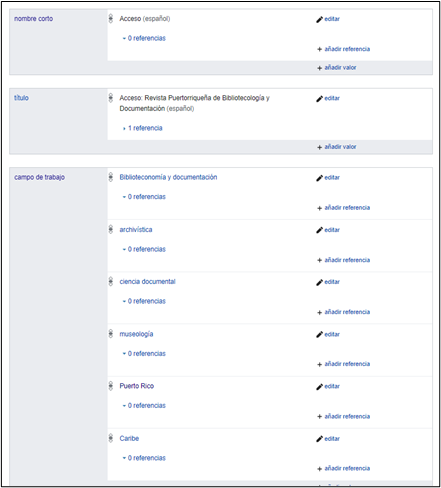 nombre corto
Acceso (español)
editar
0 referencias
añadir referencia
añadir valor
título
Acceso: Revista Puertorriqueña de Bibliotecología y
Documentación (español)
editar
1 referencia
añadir valor
campo de trabajo
Biblioteconomía y documentación
editar
0 referencias
añadir referencia
archivística
editar
0 referencias
añadir referencia
ciencia documental
editar
0 referencias
añadir referencia
museología
editar
0 referencias
añadir referencia
Puerto Rico
editar
0 referencias
añadir referencia
Caribe
editar
0 referencias
añadir referencia